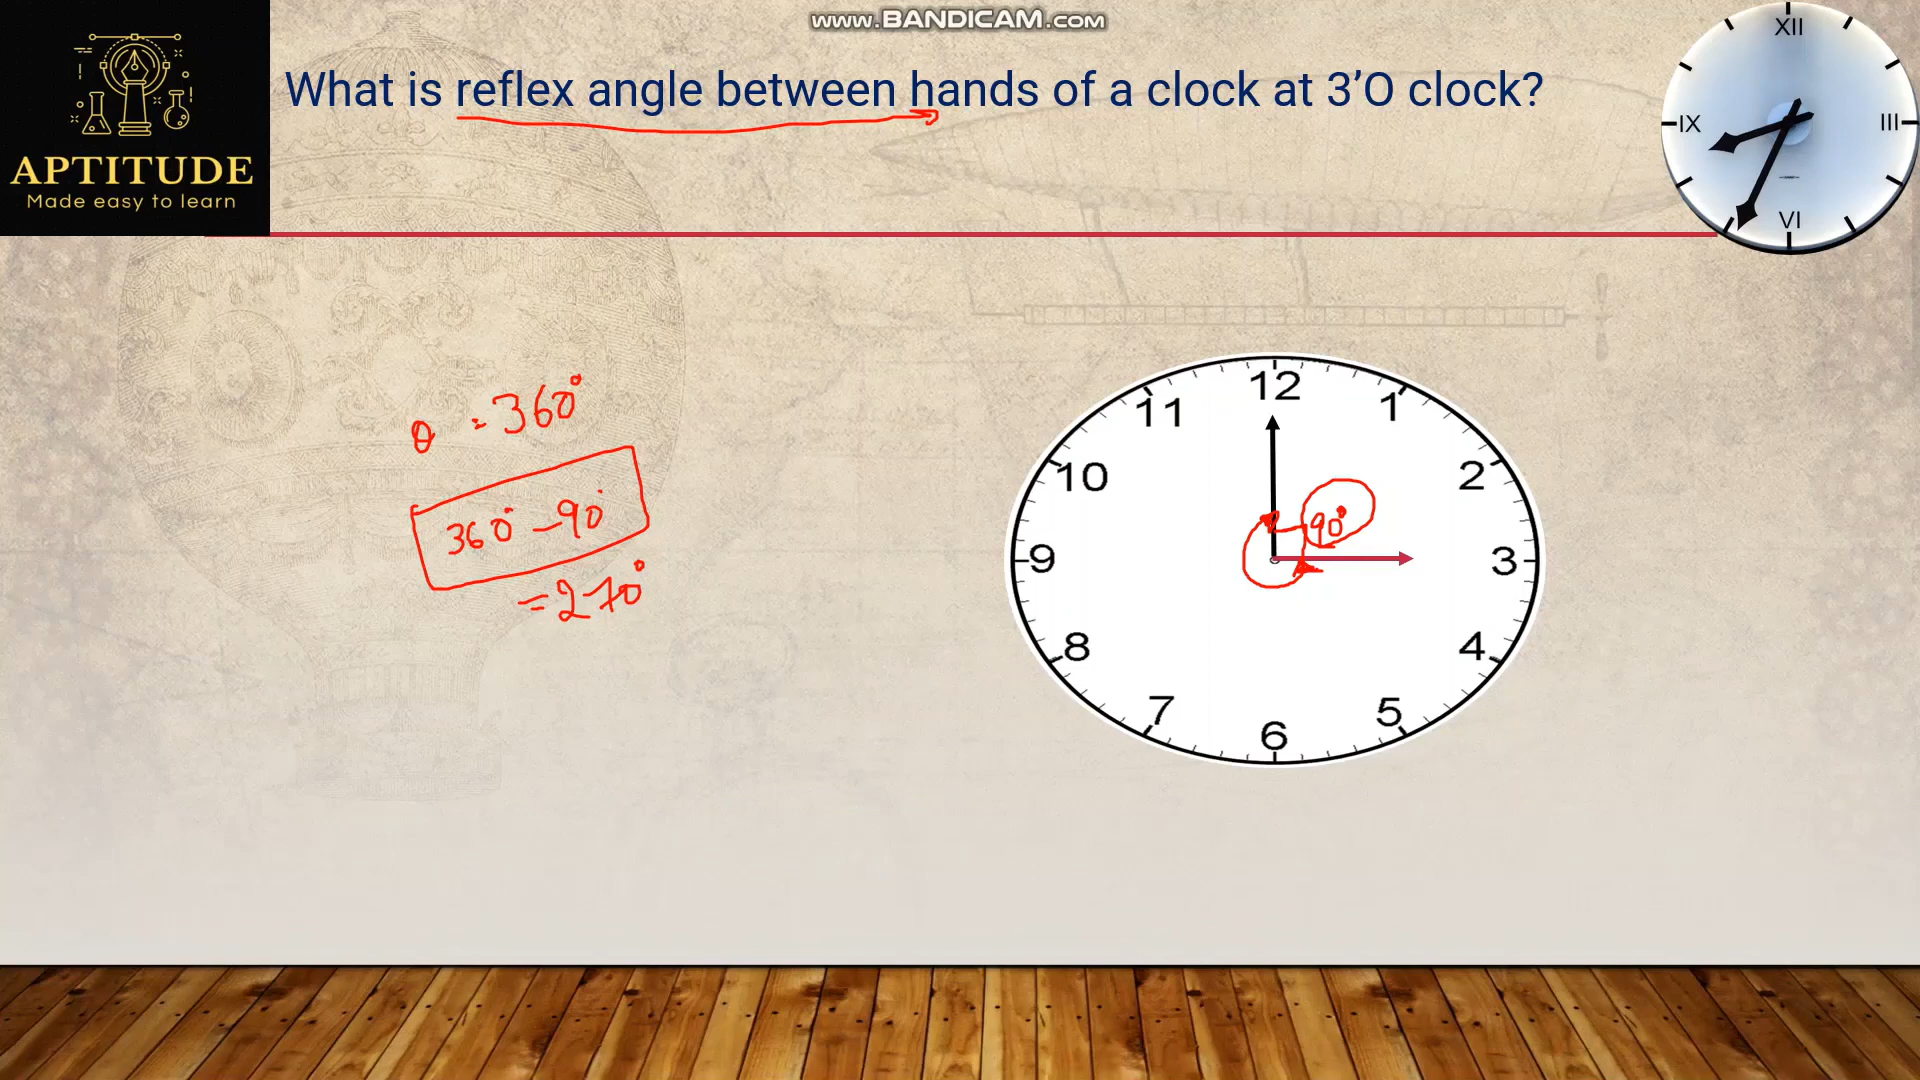 www.BANDICAM.com
APTITUDE
Made easy to learn
What is reflex angle between hands of a clock at 3’O clock?
XII
III
VI
IX
θ = 360°
360° - 90°
= 270°
90°
12
1
2
3
4
5
6
7
8
9
10
11